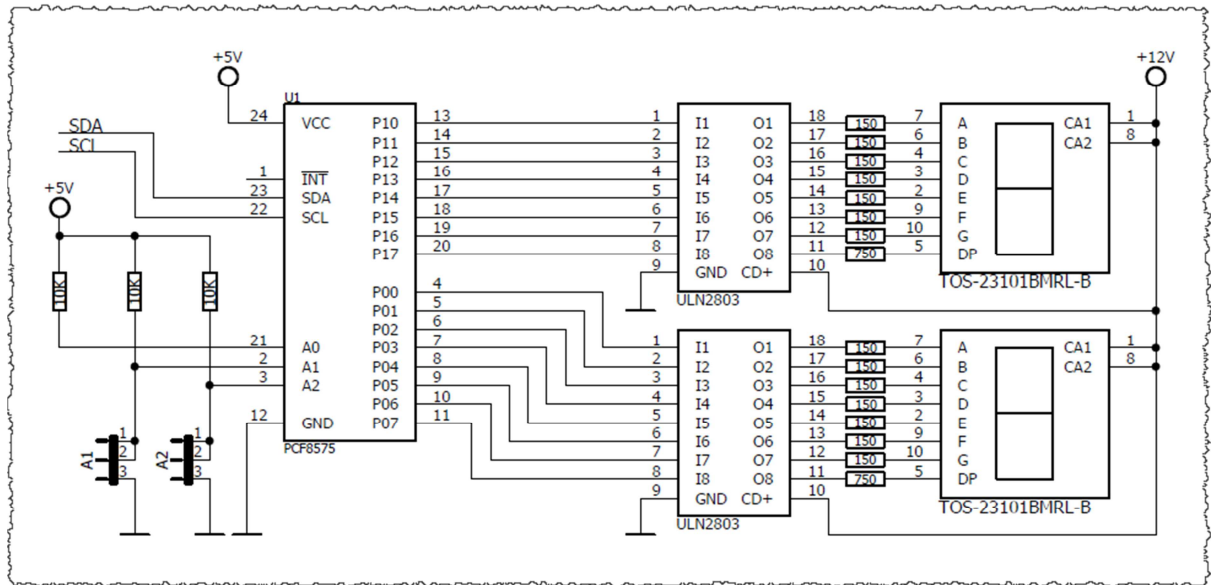 +5V
+12V
U1
SDA
SCL
24 VCC P10 13
P11 14
P12 15
1 INT P13 16
23 SDA P14 17
22 SCL P15 18
P16 19
P17 20
P00 4
P01 5
P02 6
21 A0 P03 7
2 A1 P04 8
3 A2 P05 9
P06 10
12 GND P07 11
PCF8575
+5V
10K 10K 10K
A1
1
2
3
A2
1
2
3
1 I1 O1 18 150 7 A CA1 1
2 I2 O2 17 150 6 B CA2 8
3 I3 O3 16 150 4 C
4 I4 O4 15 150 3 D
5 I5 O5 14 150 2 E
6 I6 O6 13 150 9 F
7 I7 O7 12 150 10 G
8 I8 O8 11 750 5 DP
9 GND CD+ 10
TOS-23101BMRL-B
ULN2803
1 I1 O1 18 150 7 A CA1 1
2 I2 O2 17 150 6 B CA2 8
3 I3 O3 16 150 4 C
4 I4 O4 15 150 3 D
5 I5 O5 14 150 2 E
6 I6 O6 13 150 9 F
7 I7 O7 12 150 10 G
8 I8 O8 11 750 5 DP
9 GND CD+ 10
TOS-23101BMRL-B
ULN2803